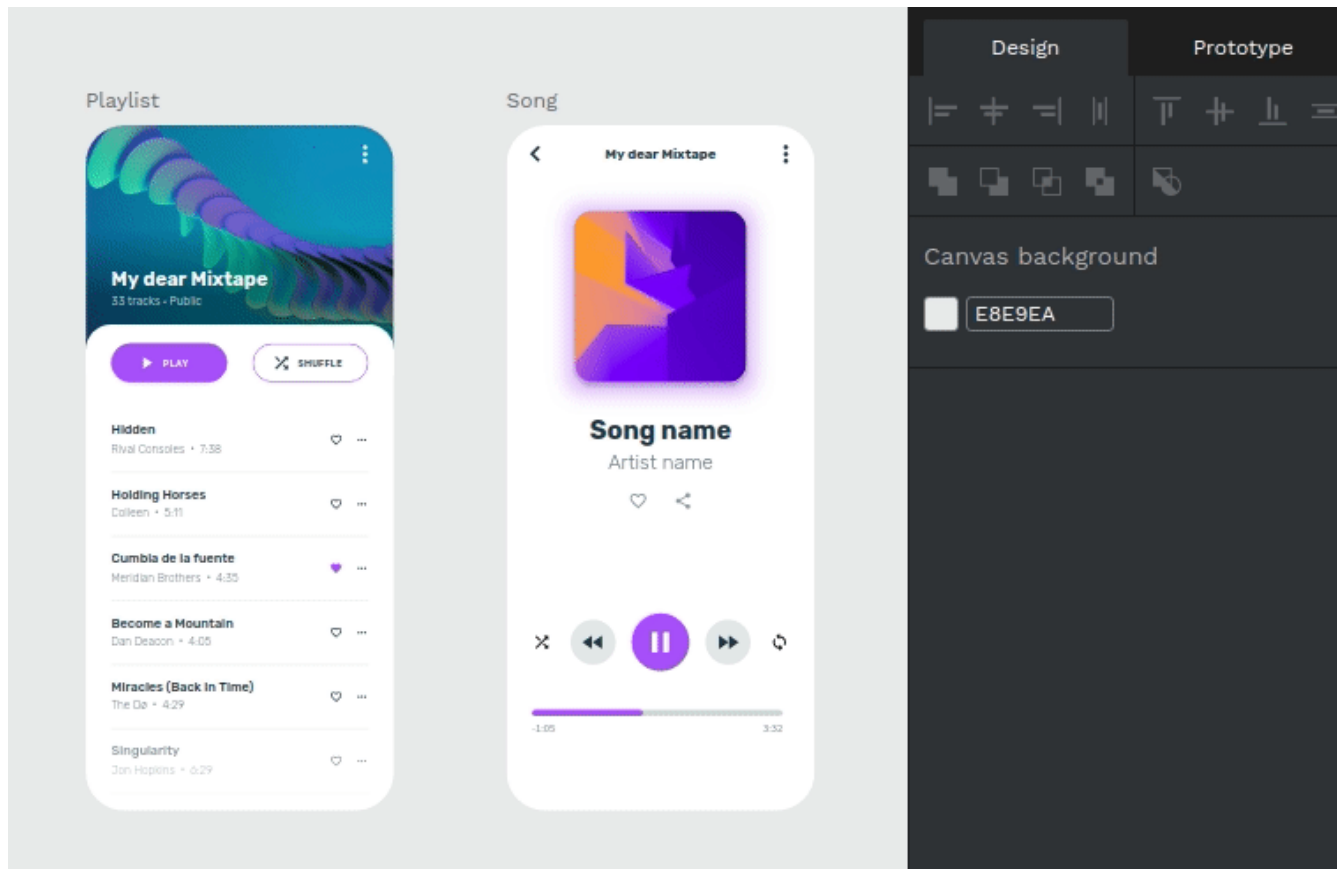 Design
Prototype
Playlist
Song
My dear Mixtape
33 tracks • Public
PLAY
SHUFFLE
Hidden
Rival Consoles • 7:38
Holding Horses
Colleen • 5:11
Cumbia de la fuente
Meridian Brothers • 4:35
Become a Mountain
Dan Deacon • 4:05
Miracles (Back In Time)
The Dø • 4:29
Singularity
Jon Hopkins • 6:29
My dear Mixtape
Song name
Artist name
-1:05
3:32
Canvas background
E8E9EA